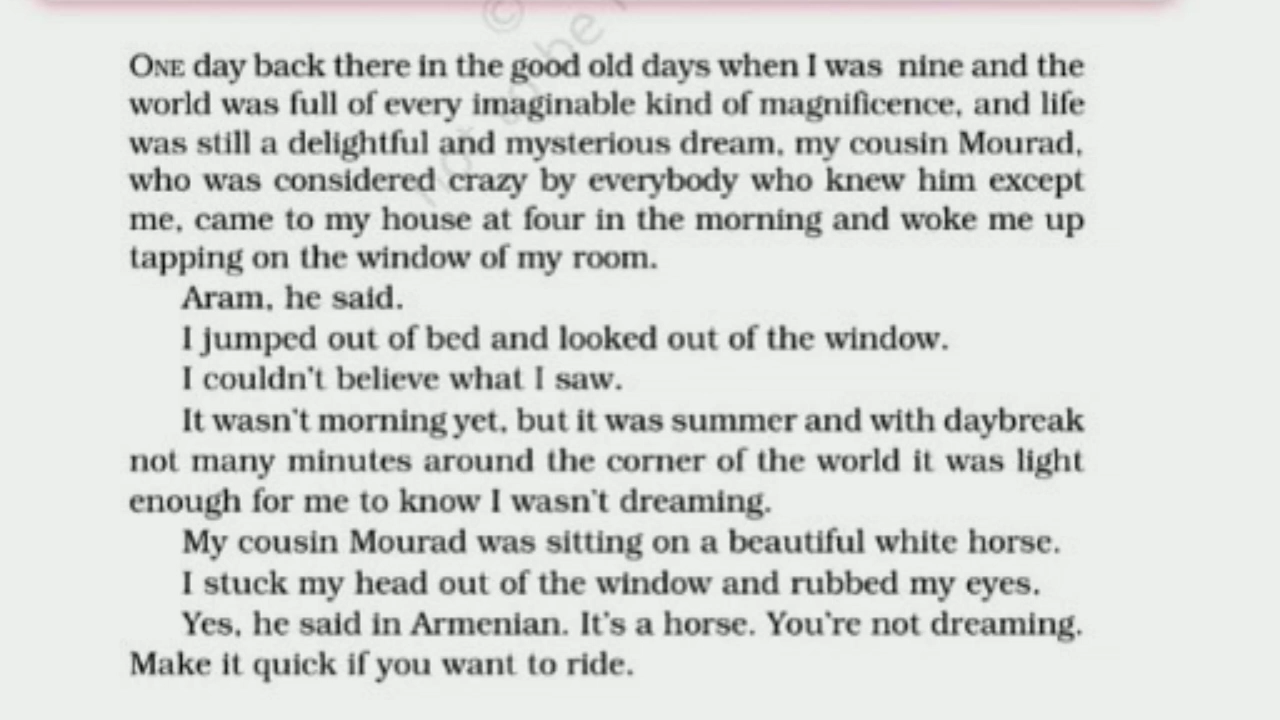 ONE day back there in the good old days when I was nine and the
world was full of every imaginable kind of magnificence, and life
was still a delightful and mysterious dream, my cousin Mourad,
who was considered crazy by everybody who knew him except
me, came to my house at four in the morning and woke me up
tapping on the window of my room.
Aram, he said.
I jumped out of bed and looked out of the window.
I couldn't believe what I saw.
It wasn't morning yet, but it was summer and with daybreak
not many minutes around the corner of the world it was light
enough for me to know I wasn't dreaming.
My cousin Mourad was sitting on a beautiful white horse.
I stuck my head out of the window and rubbed my eyes.
Yes, he said in Armenian. It's a horse. You're not dreaming.
Make it quick if you want to ride.